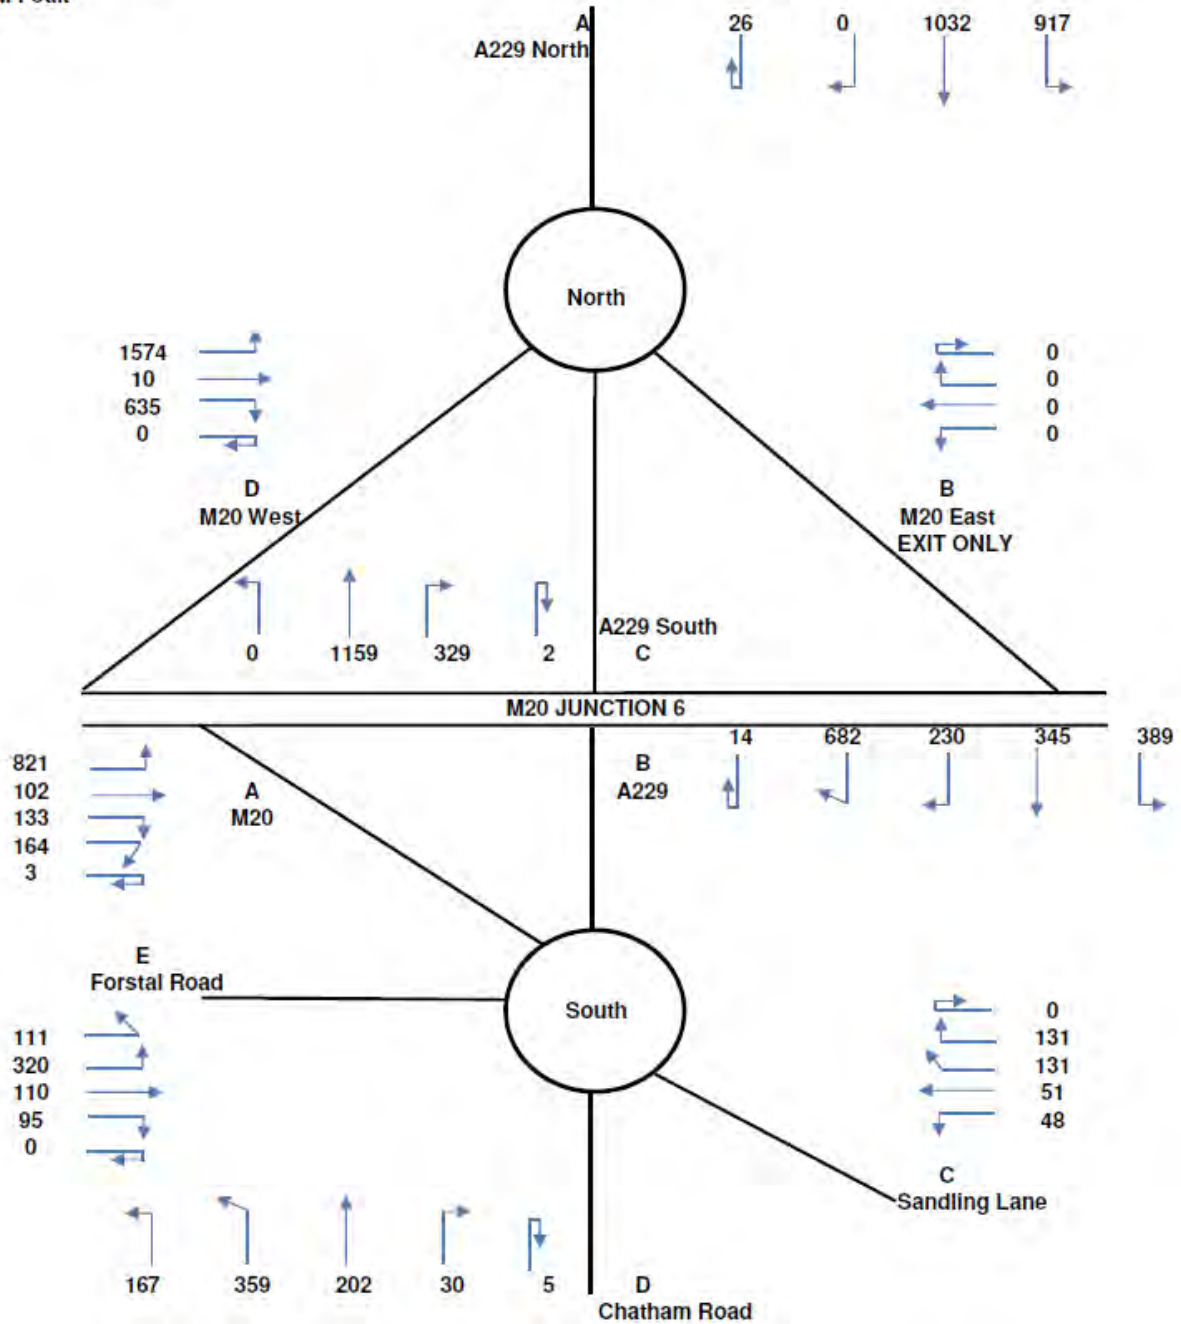 A 26 0 1032 917
A229 North
North
1574 0
10 0
635 0
0 0
D B
M20 West M20 East
EXIT ONLY
A229 South
0 1159 329 2 C
M20 JUNCTION 6
14 682 230 345 389
821 B
102 A A229
133 M20
164
3
E
Forstal Road
South
0
111 131
320 131
110 51
95 48
0
C
Sandling Lane
167 359 202 30 5 D
Chatham Road